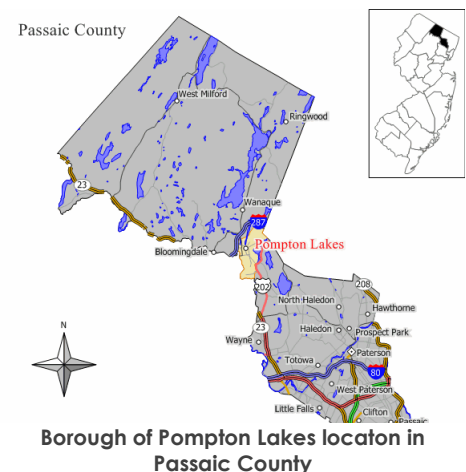 Passaic County
West Milford
Ringwood
23
Wanaque
287
Pompton Lakes
Bloomingdale
202
208
North Haledon
Hawthorne
23
Haledon
Prospect Park
Wayne
Paterson
Totowa
80
West Paterson
Little Falls
Clifton
Passaic
N
Borough of Pompton Lakes locaton in
Passaic County